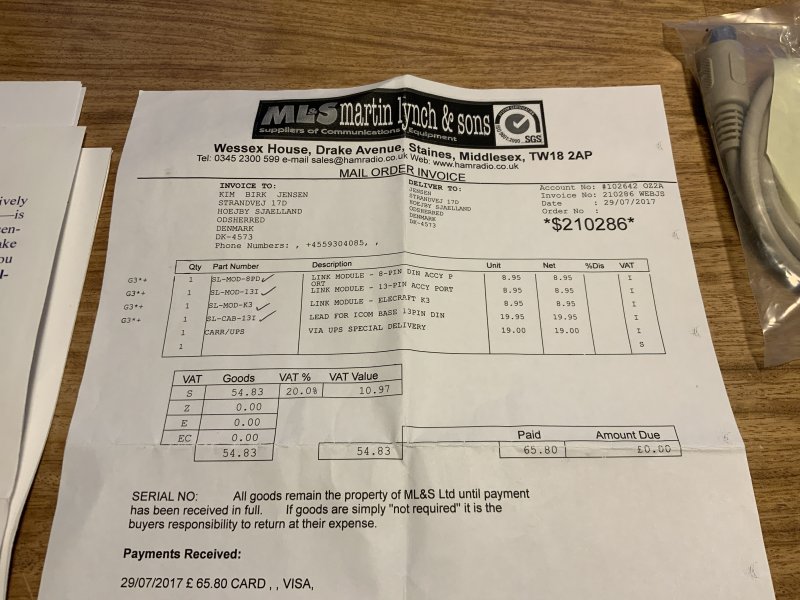 ively
—is
sen-
ake
ou
l-
ML&S martin lynch & sons
suppliers of Communications Equipment
SGS
Wessex House, Drake Avenue, Staines, Middlesex, TW18 2AP
Tel: 0345 2300 599 e-mail sales@hamradio.co.uk Web: www.hamradio.co.uk
MAIL ORDER INVOICE
INVOICE TO:
KIM BIRK JENSEN
STRANDVEJ 17D
HOEJBY SJAELLAND
ODSHERRED
DENMARK
DK-4573
Phone Numbers: , +4559304085, ,
DELIVER TO:
JENSEN
STRANDVEJ 17D
HOEJBY SJAELLAND
ODSHERRED
DENMARK
DK-4573
Account No: #102642 OZ2A
Invoice No: 210286 WEBJS
Date : 29/07/2017
Order No :
*$210286*
Qty Part Number Description Unit Net %Dis VAT
G3*+ 1 SL-MOD-8PD LINK MODULE - 8-PIN DIN ACCY P 8.95 8.95 I
ORT
G3*+ 1 SL-MOD-13I LINK MODULE - 13-PIN ACCY PORT 8.95 8.95 I
G3*+ 1 SL-MOD-K3 LINK MODULE - ELECRAFT K3 8.95 8.95 I
G3*+ 1 SL-CAB-13I LEAD FOR ICOM BASE 13PIN DIN 19.95 19.95 I
1 CARR/UPS VIA UPS SPECIAL DELIVERY 19.00 19.00 I
1 S
VAT Goods VAT % VAT Value
S 54.83 20.0% 10.97
Z 0.00
E 0.00
EC 0.00
54.83 54.83
Paid Amount Due
65.80 £0.00
SERIAL NO: All goods remain the property of ML&S Ltd until payment
has been received in full. If goods are simply "not required" it is the
buyers responsibility to return at their expense.
Payments Received:
29/07/2017 £ 65.80 CARD , , VISA,